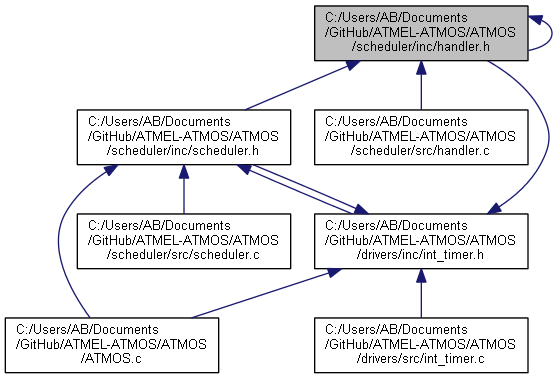 C:/Users/AB/Documents
/GitHub/ATMEL-ATMOS/ATMOS
/scheduler/inc/handler.h
C:/Users/AB/Documents
/GitHub/ATMEL-ATMOS/ATMOS
/scheduler/inc/scheduler.h
C:/Users/AB/Documents
/GitHub/ATMEL-ATMOS/ATMOS
/scheduler/src/handler.c
C:/Users/AB/Documents
/GitHub/ATMEL-ATMOS/ATMOS
/scheduler/src/scheduler.c
C:/Users/AB/Documents
/GitHub/ATMEL-ATMOS/ATMOS
/drivers/inc/int_timer.h
C:/Users/AB/Documents
/GitHub/ATMEL-ATMOS/ATMOS
/ATMOS.c
C:/Users/AB/Documents
/GitHub/ATMEL-ATMOS/ATMOS
/drivers/src/int_timer.c